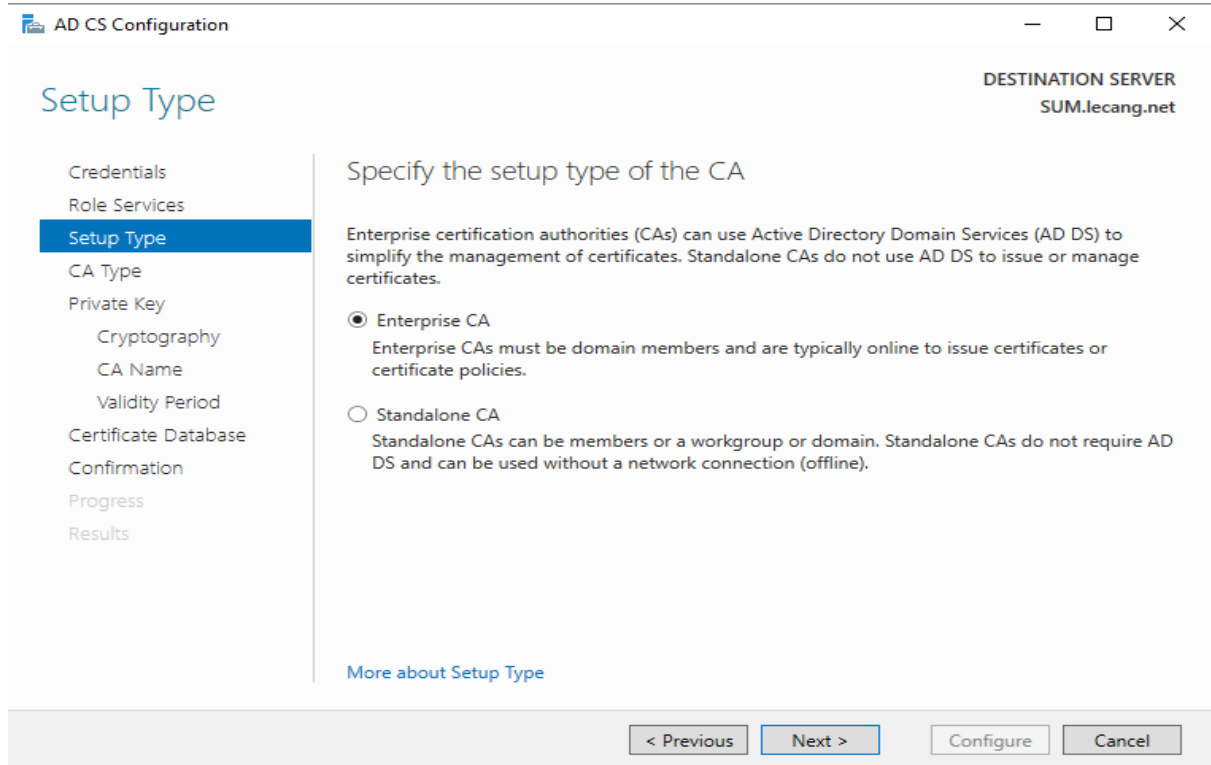 AD CS Configuration
DESTINATION SERVER
SUM.lecang.net
Setup Type
Credentials
Role Services
Setup Type
CA Type
Private Key
Cryptography
CA Name
Validity Period
Certificate Database
Confirmation
Progress
Results
Specify the setup type of the CA
Enterprise certification authorities (CAs) can use Active Directory Domain Services (AD DS) to
simplify the management of certificates. Standalone CAs do not use AD DS to issue or manage
certificates.
Enterprise CA
Enterprise CAs must be domain members and are typically online to issue certificates or
certificate policies.
Standalone CA
Standalone CAs can be members or a workgroup or domain. Standalone CAs do not require AD
DS and can be used without a network connection (offline).
More about Setup Type
< Previous
Next >
Configure
Cancel